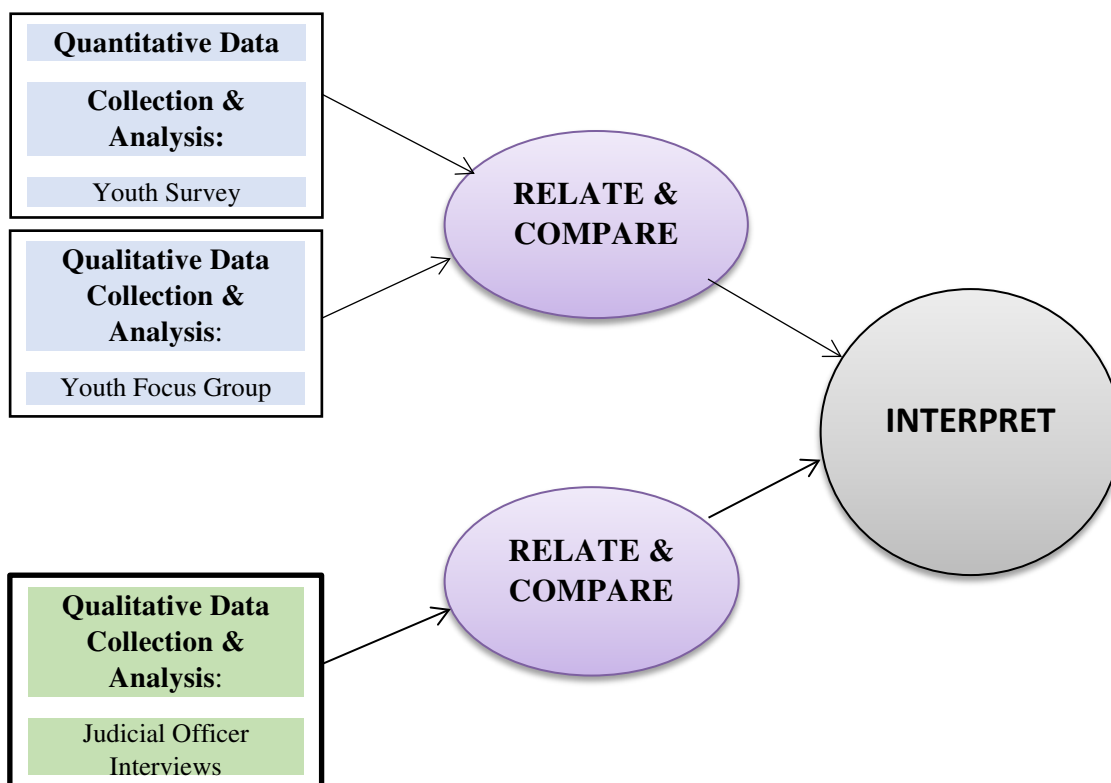 Quantitative Data
Collection &
Analysis:
Youth Survey
Qualitative Data
Collection &
Analysis:
Youth Focus Group
RELATE &
COMPARE
INTERPRET
RELATE &
COMPARE
Qualitative Data
Collection &
Analysis:
Judicial Officer
Interviews